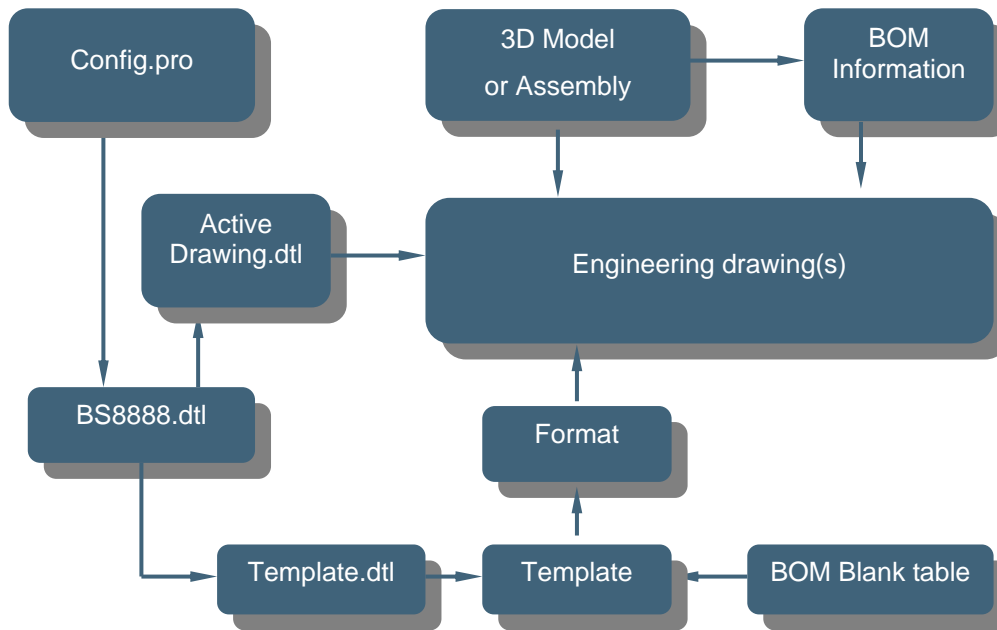 Config.pro
3D Model
or Assembly
BOM
Information
Active
Drawing.dtl
Engineering drawing(s)
BS8888.dtl
Format
Template.dtl
Template
BOM Blank table